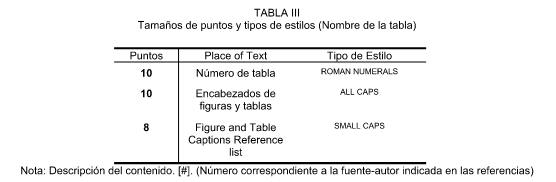 TABLA III
Tamaños de puntos y tipos de estilos (Nombre de la tabla)
Puntos Place of Text Tipo de Estilo
10 Número de tabla ROMAN NUMERALS
10 Encabezados de figuras y tablas ALL CAPS
8 Figure and Table Captions Reference list SMALL CAPS
Nota: Descripción del contenido. [#]. (Número correspondiente a la fuente-autor indicada en las referencias)